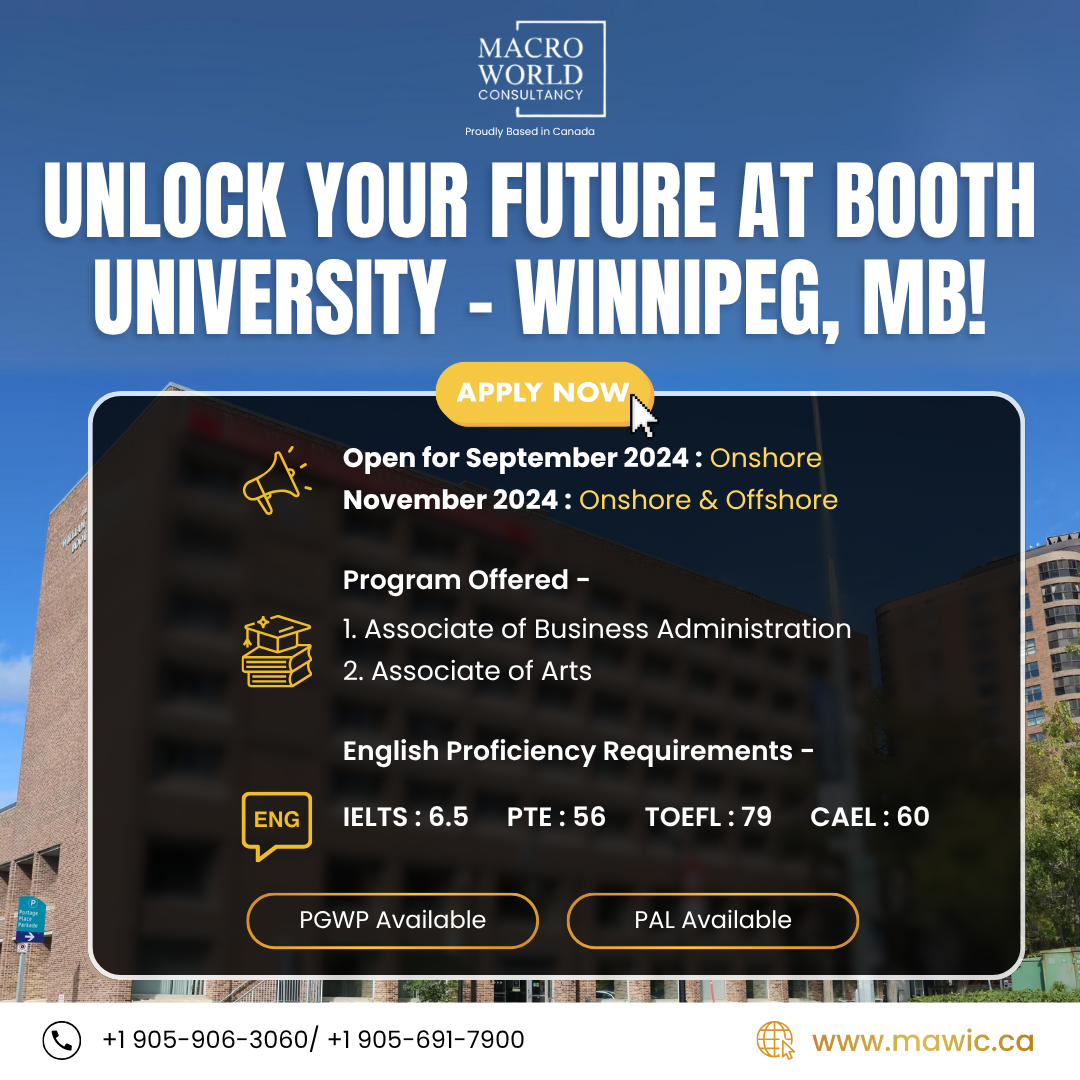 MACRO
WORLD
CONSULTANCY
Proudly Based in Canada
UNLOCK YOUR FUTURE AT BOOTH
UNIVERSITY - WINNIPEG, MB!
APPLY NOW
Open for September 2024 : Onshore
November 2024 : Onshore & Offshore
Program Offered -
1. Associate of Business Administration
2. Associate of Arts
English Proficiency Requirements -
ENG
IELTS : 6.5 PTE : 56 TOEFL : 79 CAEL : 60
PGWP Available
PAL Available
P
Portage
Place
Parkade
+1 905-906-3060/ +1 905-691-7900
www.mawic.ca